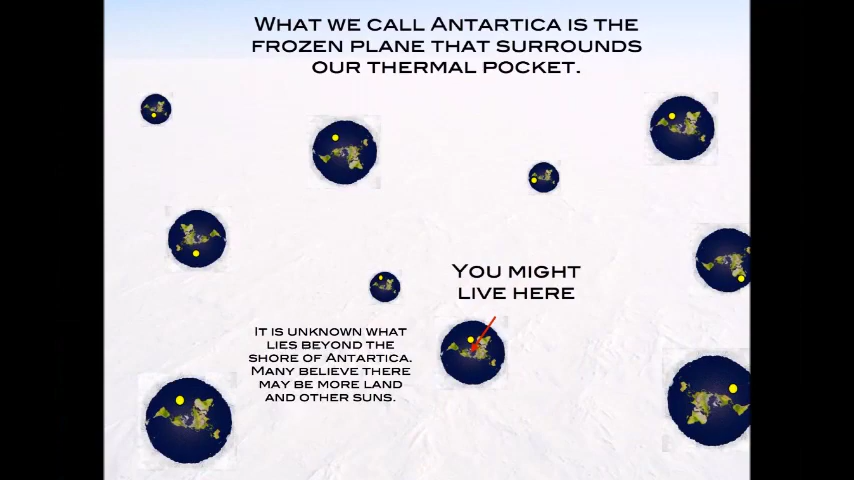 What we call Antartica is the
frozen plane that surrounds
our thermal pocket.
You might
live here
It is unknown what
lies beyond the
shore of Antartica.
Many believe there
may be more land
and other suns.